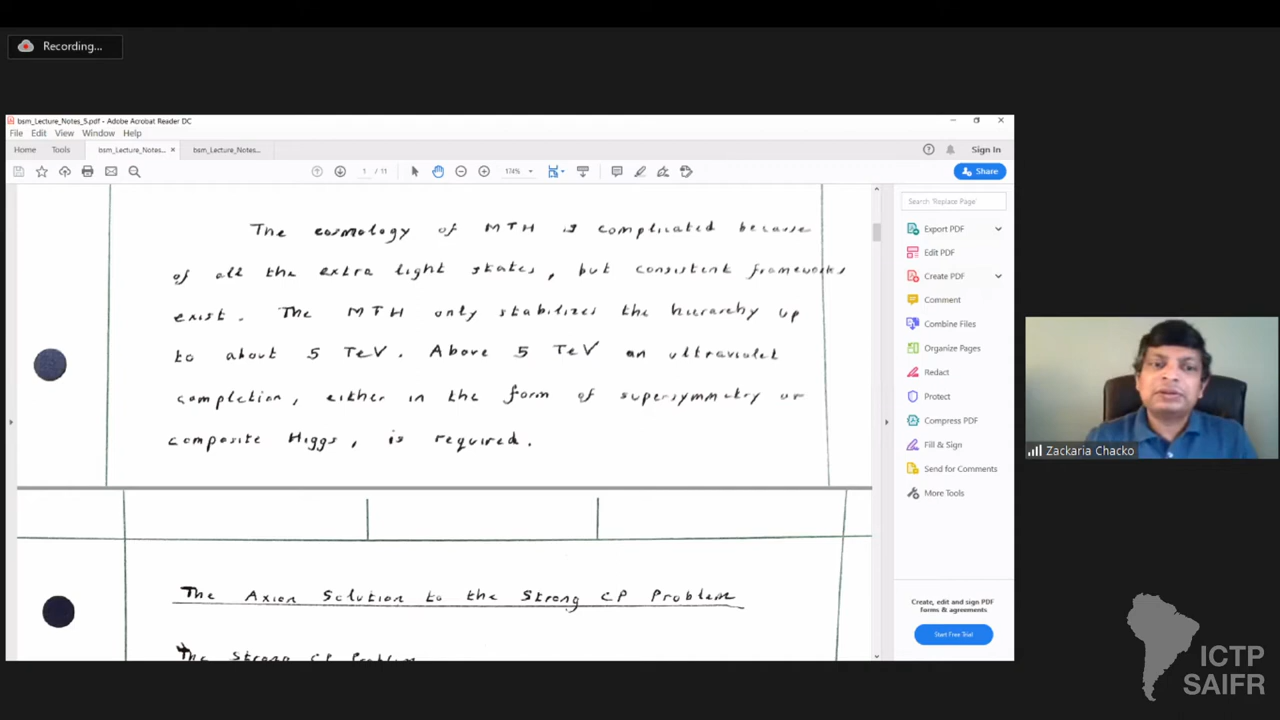 Recording...
bsm_Lecture_Notes_5.pdf - Adobe Acrobat Reader DC
File Edit View Window Help
Home Tools bsm_Lecture_Notes... × bsm_Lecture_Notes... Sign In
1 / 11 174% Share
The cosmology of MTH is complicated because
of all the extra light states, but consistent frameworks
exist. The MTH only stabilizes the hierarchy up
to about 5 TeV. Above 5 TeV an ultraviolet
completion, either in the form of supersymmetry or
composite Higgs, is required.
The Axion Solution to the Strong CP Problem
The Strong CP Problem
Search 'Replace Page'
Export PDF
Edit PDF
Create PDF
Comment
Combine Files
Organize Pages
Redact
Protect
Compress PDF
Fill & Sign
Send for Comments
More Tools
Create, edit and sign PDF
forms & agreements
Start Free Trial
Zackaria Chacko
ICTP
SAIFR